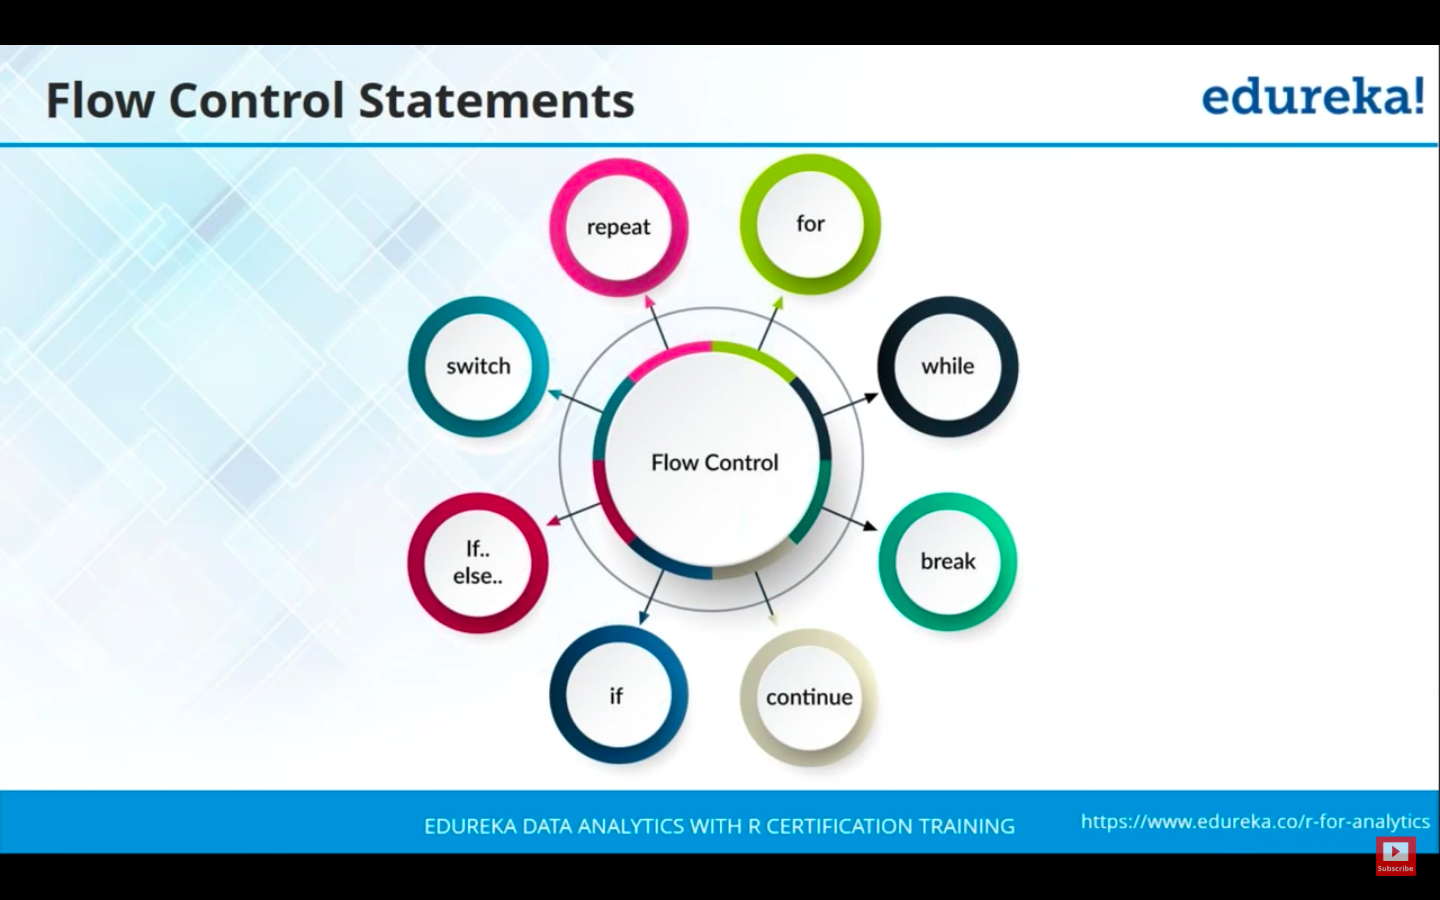 Flow Control Statements
edureka!
repeat
for
switch
while
Flow Control
If..
else..
break
if
continue
EDUREKA DATA ANALYTICS WITH R CERTIFICATION TRAINING
https://www.edureka.co/r-for-analytics
Subscribe